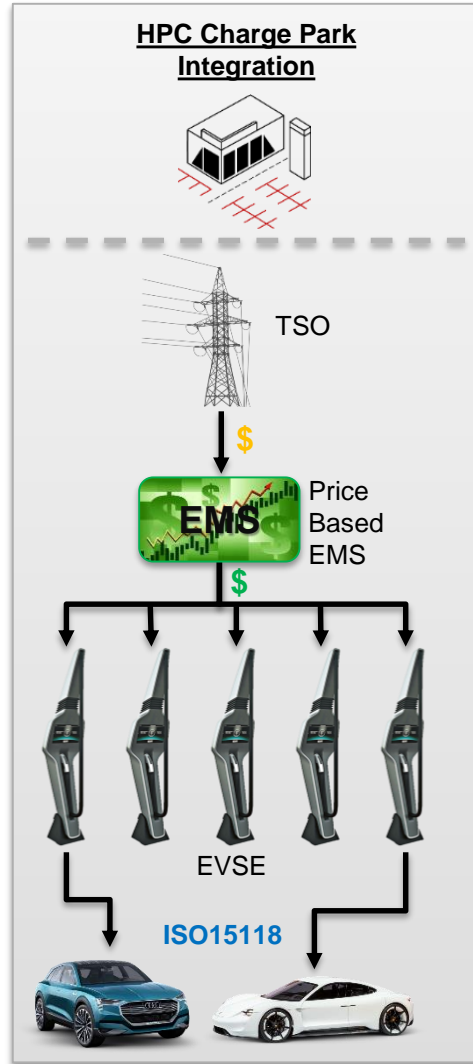 HPC Charge Park
Integration
TSO
$
EMS
Price
Based
EMS
$
EVSE
ISO15118